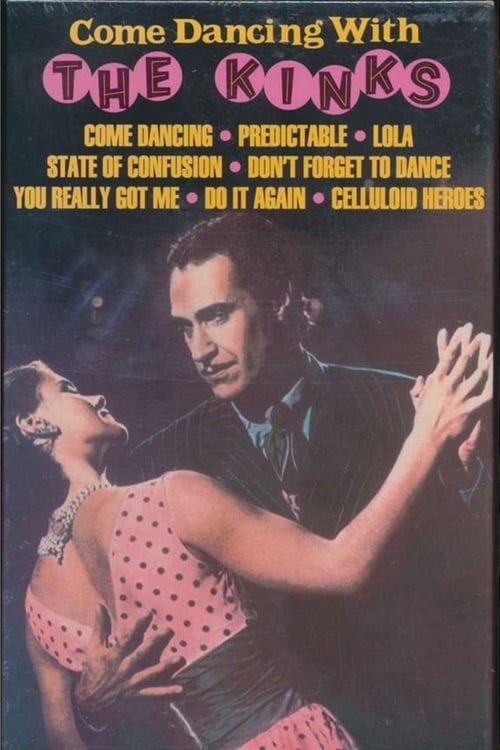 Come Dancing With
THE KINKS
COME DANCING • PREDICTABLE • LOLA
STATE OF CONFUSION • DON'T FORGET TO DANCE
YOU REALLY GOT ME • DO IT AGAIN • CELLULOID HEROES